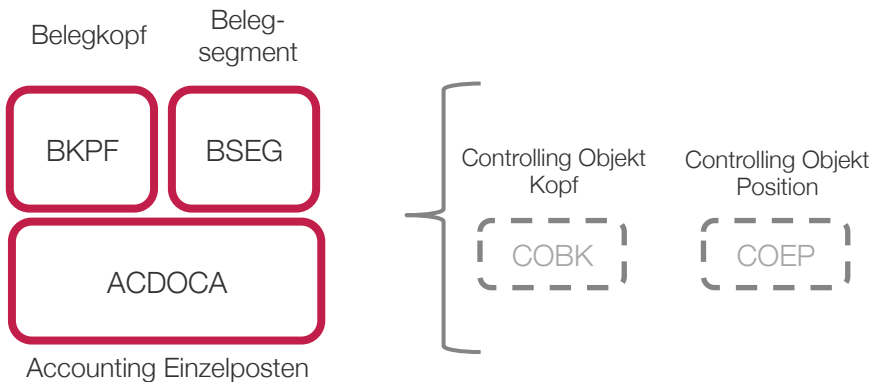 Belegkopf
Beleg-
segment
BKPF
BSEG
ACDOCA
Accounting Einzelposten
Controlling Objekt
Kopf
Controlling Objekt
Position
COBK
COEP